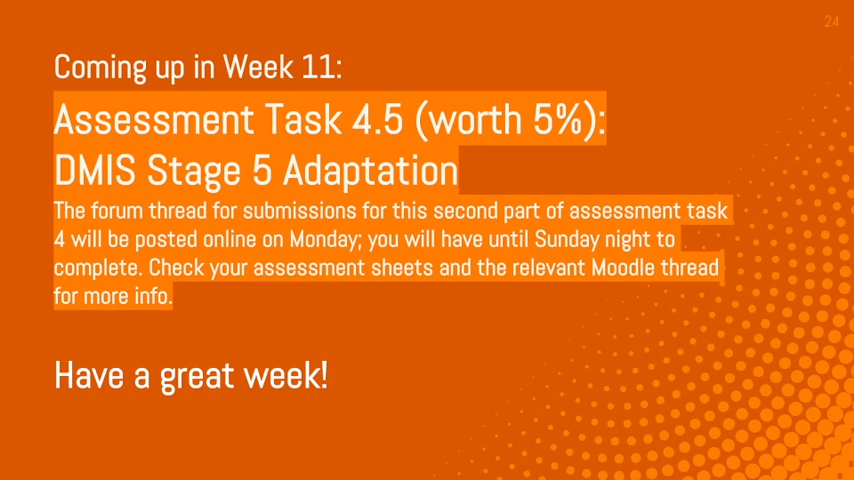 24
Coming up in Week 11:
Assessment Task 4.5 (worth 5%):
DMIS Stage 5 Adaptation
The forum thread for submissions for this second part of assessment task
4 will be posted online on Monday; you will have until Sunday night to
complete. Check your assessment sheets and the relevant Moodle thread
for more info.
Have a great week!